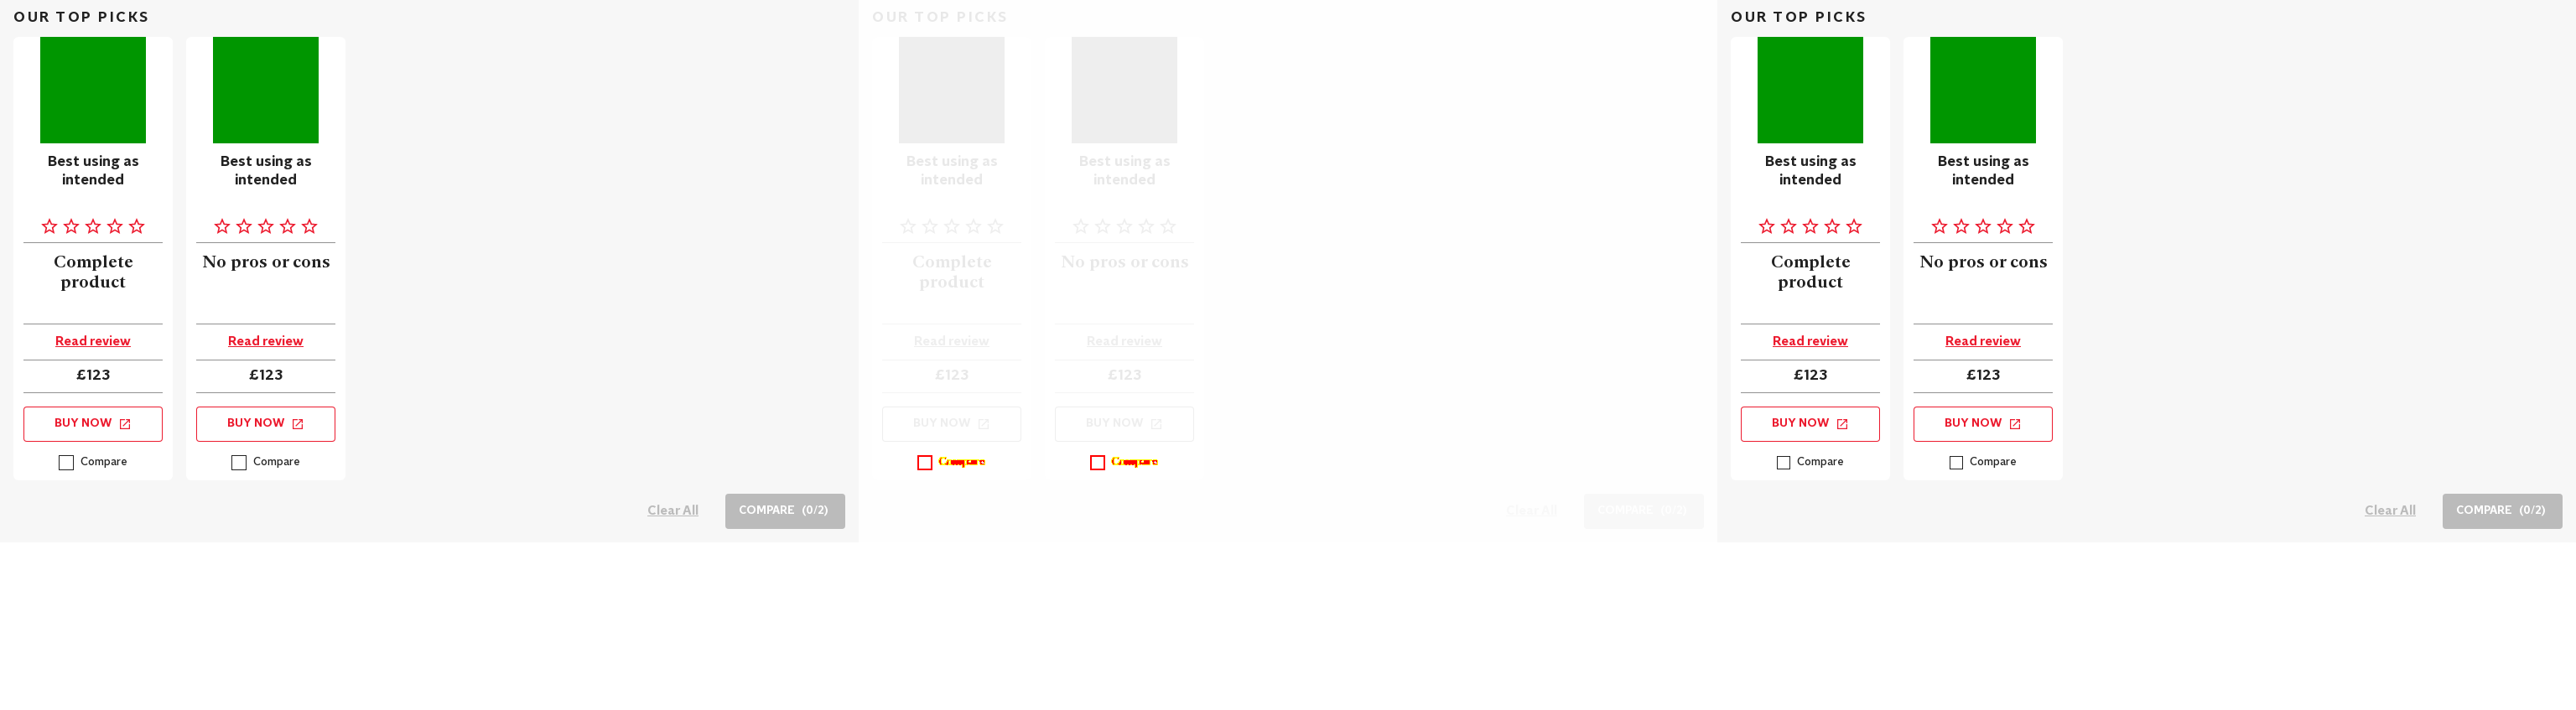 OUR TOP PICKS
Best using as
intended
Complete
product
Read review
£123
BUY NOW
Compare
Best using as
intended
No pros or cons
Read review
£123
BUY NOW
Compare
Clear All
COMPARE (0/2)
OUR TOP PICKS
Best using as
intended
Complete
product
Read review
£123
BUY NOW
Compare
Best using as
intended
No pros or cons
Read review
£123
BUY NOW
Compare
Clear All
COMPARE (0/2)
OUR TOP PICKS
Best using as
intended
Complete
product
Read review
£123
BUY NOW
Compare
Best using as
intended
No pros or cons
Read review
£123
BUY NOW
Compare
Clear All
COMPARE (0/2)